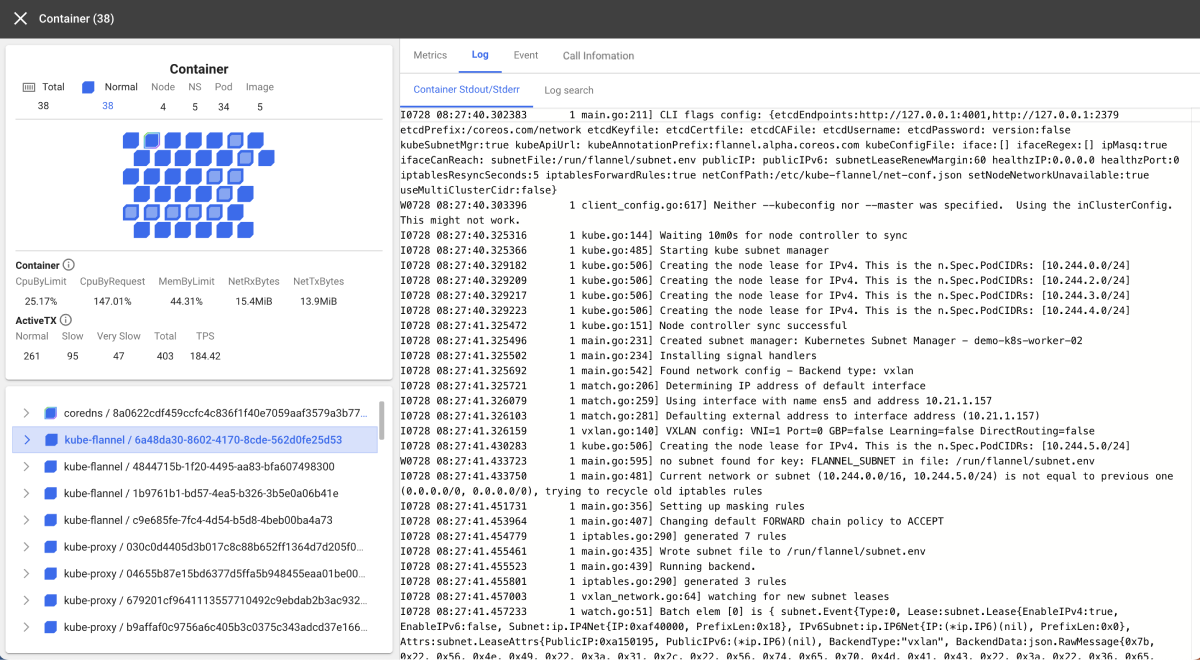 Container (38)
Container
Total Normal Node NS Pod Image
38 38 4 5 34 5
Container
CpuByLimit CpuByRequest MemByLimit NetRxBytes NetTxBytes
25.17% 147.01% 44.31% 15.4MiB 13.9MiB
ActiveTX
Normal Slow Very Slow Total TPS
261 95 47 403 184.42
coredns / 8a0622cdf459ccfc4c836f1f40e7059aaf3579a3b77...
kube-flannel / 6a48da30-8602-4170-8cde-562d0fe25d53
kube-flannel / 4844715b-1f20-4495-aa83-bfa607498300
kube-flannel / 1b9761b1-bd57-4ea5-b326-3b5e0a06b41e
kube-flannel / c9e685fe-7fc4-4d54-b5d8-4beb00ba4a73
kube-proxy / 030c0d4405d3b017c8c88b652ff1364d7d205f0...
kube-proxy / 04655b87e15bd6377d5ffa5b948455eaa01be00...
kube-proxy / 679201cf9641113557710492c9ebdab2b3ac932...
kube-proxy / b9affaf0c9756a6c405b3c0375c343adcd37e166...
Metrics Log Event Call Infomation
Container Stdout/Stderr Log search
I0728 08:27:40.302383 1 main.go:211] CLI flags config: {etcdEndpoints:http://127.0.0.1:4001,http://127.0.0.1:2379
etcdPrefix:/coreos.com/network etcdKeyfile: etcdCertfile: etcdCAFile: etcdUsername: etcdPassword: version:false
kubeSubnetMgr:true kubeApiUrl: kubeAnnotationPrefix:flannel.alpha.coreos.com kubeConfigFile: iface:[] ifaceRegex:[] ipMasq:true
ifaceCanReach: subnetFile:/run/flannel/subnet.env publicIP: publicIPv6: subnetLeaseRenewMargin:60 healthzIP:0.0.0.0 healthzPort:0
iptablesResyncSeconds:5 iptablesForwardRules:true netConfPath:/etc/kube-flannel/net-conf.json setNodeNetworkUnavailable:true
useMultiClusterCidr:false}
W0728 08:27:40.303396 1 client_config.go:617] Neither --kubeconfig nor --master was specified. Using the inClusterConfig.
This might not work.
I0728 08:27:40.325316 1 kube.go:144] Waiting 10m0s for node controller to sync
I0728 08:27:40.325366 1 kube.go:485] Starting kube subnet manager
I0728 08:27:40.329182 1 kube.go:506] Creating the node lease for IPv4. This is the n.Spec.PodCIDRs: [10.244.0.0/24]
I0728 08:27:40.329209 1 kube.go:506] Creating the node lease for IPv4. This is the n.Spec.PodCIDRs: [10.244.2.0/24]
I0728 08:27:40.329217 1 kube.go:506] Creating the node lease for IPv4. This is the n.Spec.PodCIDRs: [10.244.3.0/24]
I0728 08:27:40.329223 1 kube.go:506] Creating the node lease for IPv4. This is the n.Spec.PodCIDRs: [10.244.4.0/24]
I0728 08:27:41.325472 1 kube.go:151] Node controller sync successful
I0728 08:27:41.325496 1 main.go:231] Created subnet manager: Kubernetes Subnet Manager - demo-k8s-worker-02
I0728 08:27:41.325502 1 main.go:234] Installing signal handlers
I0728 08:27:41.325692 1 main.go:542] Found network config - Backend type: vxlan
I0728 08:27:41.325721 1 match.go:206] Determining IP address of default interface
I0728 08:27:41.326079 1 match.go:259] Using interface with name ens5 and address 10.21.1.157
I0728 08:27:41.326103 1 match.go:281] Defaulting external address to interface address (10.21.1.157)
I0728 08:27:41.326159 1 vxlan.go:140] VXLAN config: VNI=1 Port=0 GBP=false Learning=false DirectRouting=false
I0728 08:27:41.430283 1 kube.go:506] Creating the node lease for IPv4. This is the n.Spec.PodCIDRs: [10.244.5.0/24]
W0728 08:27:41.433723 1 main.go:595] no subnet found for key: FLANNEL_SUBNET in file: /run/flannel/subnet.env
I0728 08:27:41.433750 1 main.go:481] Current network or subnet (10.244.0.0/16, 10.244.5.0/24) is not equal to previous one
(0.0.0.0/0, 0.0.0.0/0), trying to recycle old iptables rules
I0728 08:27:41.451731 1 main.go:356] Setting up masking rules
I0728 08:27:41.453964 1 main.go:407] Changing default FORWARD chain policy to ACCEPT
I0728 08:27:41.454779 1 iptables.go:290] generated 7 rules
I0728 08:27:41.455461 1 main.go:435] Wrote subnet file to /run/flannel/subnet.env
I0728 08:27:41.455523 1 main.go:439] Running backend.
I0728 08:27:41.455801 1 iptables.go:290] generated 3 rules
I0728 08:27:41.457003 1 vxlan_network.go:64] watching for new subnet leases
I0728 08:27:41.457233 1 watch.go:51] Batch elem [0] is { subnet.Event{Type:0, Lease:subnet.Lease{EnableIPv4:true,
EnableIPv6:false, Subnet:ip.IP4Net{IP:0xaf40000, PrefixLen:0x18}, IPv6Subnet:ip.IP6Net{IP:(*ip.IP6)(nil), PrefixLen:0x0},
Attrs:subnet.LeaseAttrs{PublicIP:0xa150195, PublicIPv6:(*ip.IP6)(nil), BackendType:"vxlan", BackendData:json.RawMessage{0x7b,
0x22, 0x56, 0x4e, 0x49, 0x22, 0x3a, 0x31, 0x2c, 0x22, 0x56, 0x74, 0x65, 0x70, 0x4d, 0x41, 0x43, 0x22, 0x3a, 0x22, 0x36, 0x65,